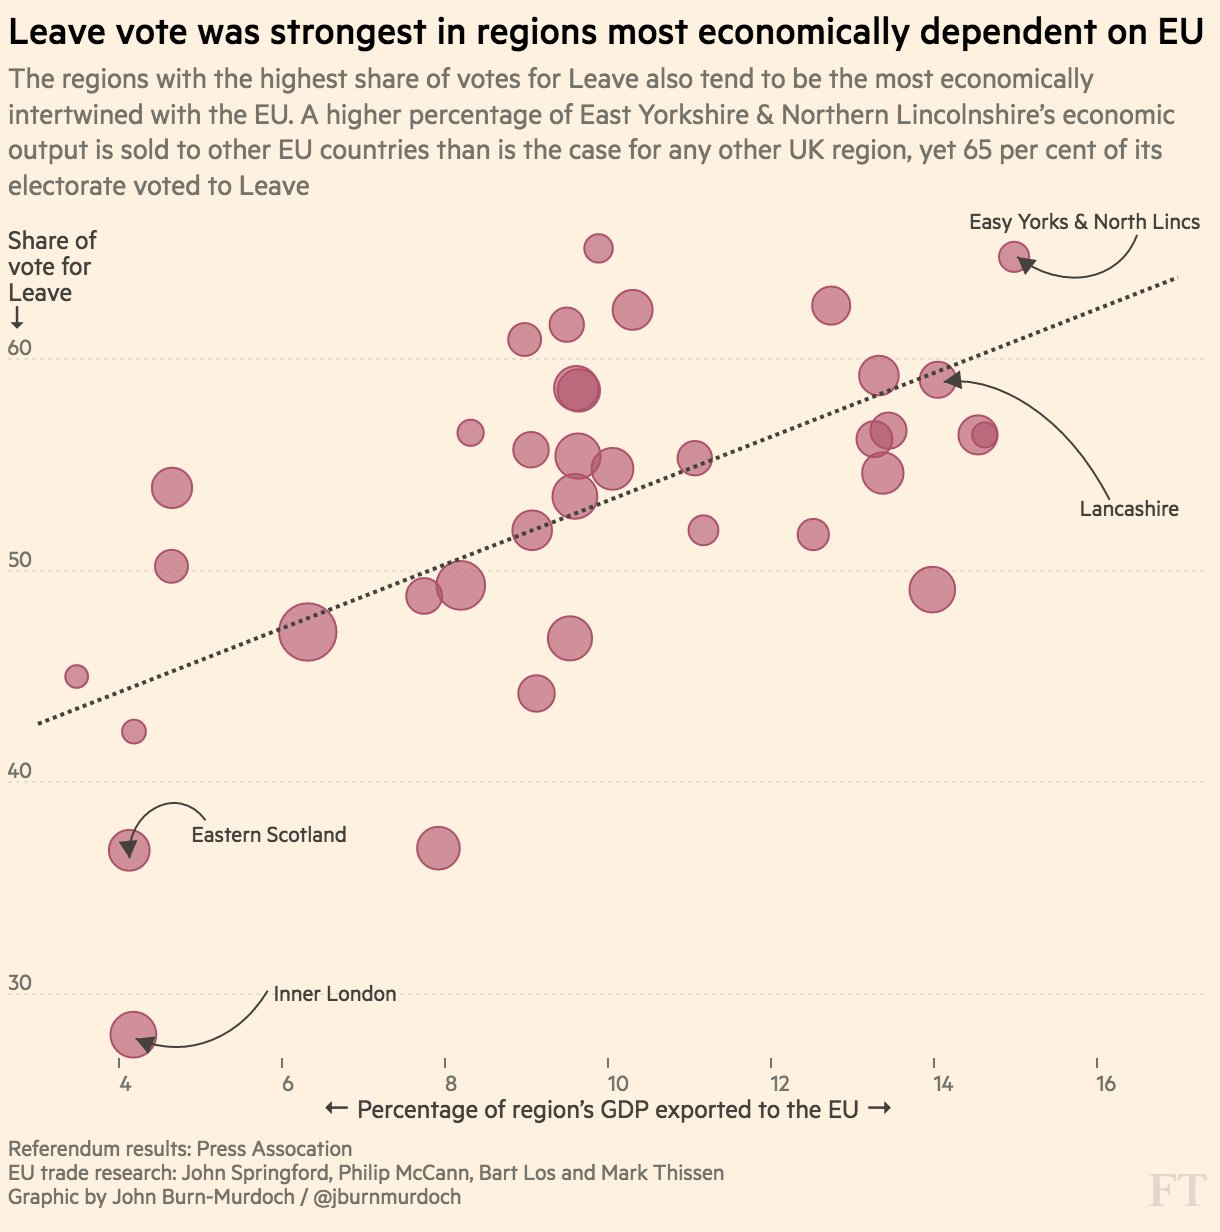 Leave vote was strongest in regions most economically dependent on EU
The regions with the highest share of votes for Leave also tend to be the most economically
intertwined with the EU. A higher percentage of East Yorkshire & Northern Lincolnshire's economic
output is sold to other EU countries than is the case for any other UK region, yet 65 per cent of its
electorate voted to Leave
Easy Yorks & North Lincs
Share of
vote for
Leave
↓
60
Lancashire
50
40
Eastern Scotland
30
Inner London
4 6 8 10 12 14 16
← Percentage of region's GDP exported to the EU →
Referendum results: Press Assocation
EU trade research: John Springford, Philip McCann, Bart Los and Mark Thissen
Graphic by John Burn-Murdoch / @jburnmurdoch
FT